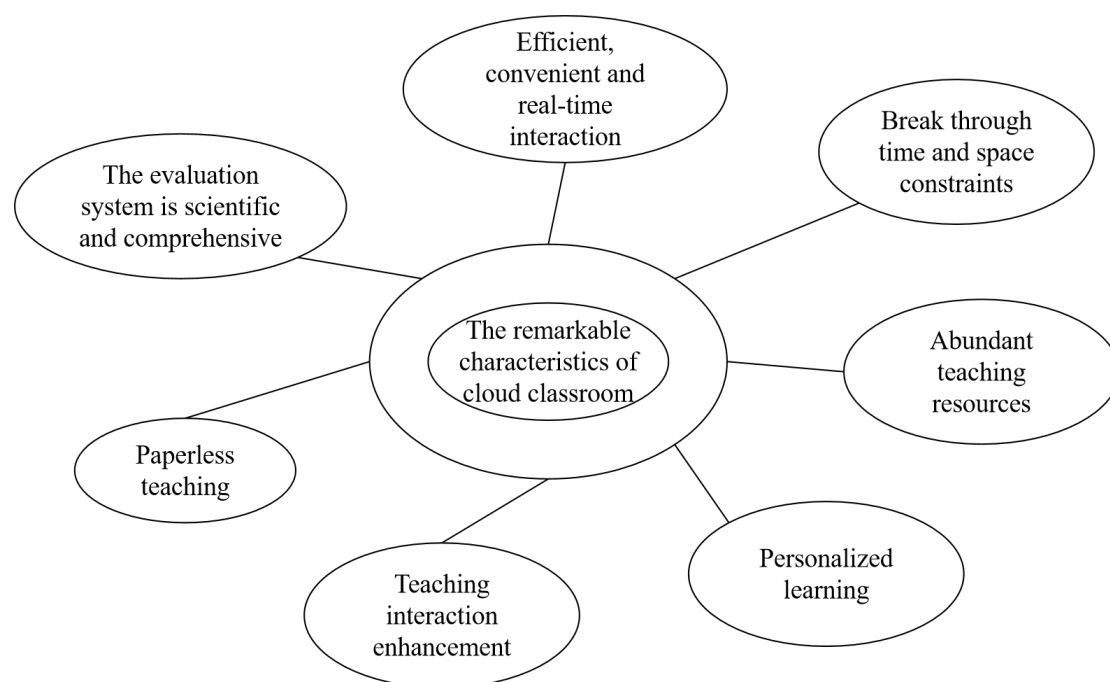 Efficient,
convenient and
real-time
interaction
Break through
time and space
constraints
The evaluation
system is scientific
and comprehensive
The remarkable
characteristics of
cloud classroom
Abundant
teaching
resources
Paperless
teaching
Personalized
learning
Teaching
interaction
enhancement